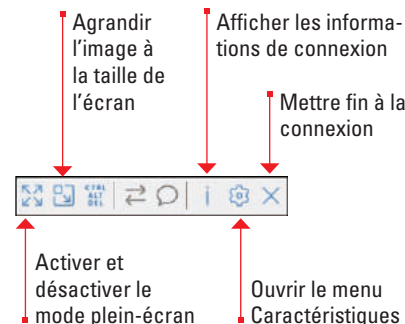 Agrandir
l'image à
la taille de
l'écran
Afficher les informa-
tions de connexion
Mettre fin à la
connexion
CTRL
ALT
DEL
i
Activer et
désactiver le
mode plein-écran
Ouvrir le menu
Caractéristiques